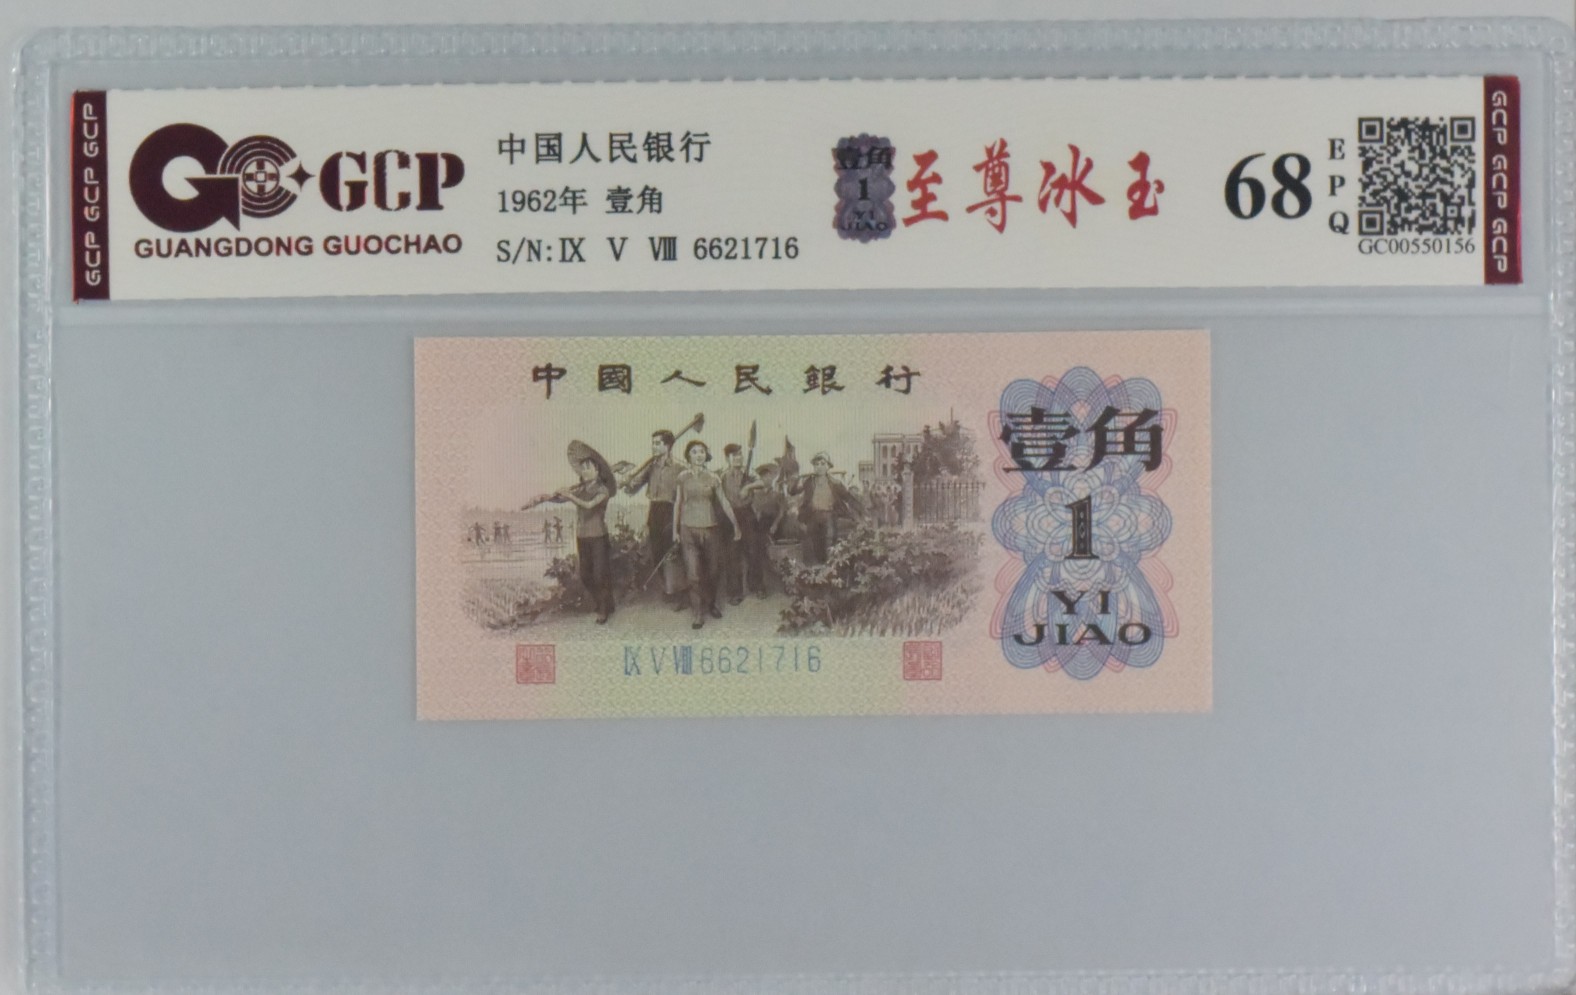 GCP GCP GCP
GCP
GUANGDONG GUOCHAO
中国人民银行
1962年 壹角
S/N: Ⅸ Ⅴ Ⅷ 6621716
壹角
1
YI
JIAO
至尊冰玉
68
EPQ
GC00550156
GCP GCP GCP
中國人民銀行
壹角
1
YI
JIAO
Ⅸ Ⅴ Ⅷ 6621716